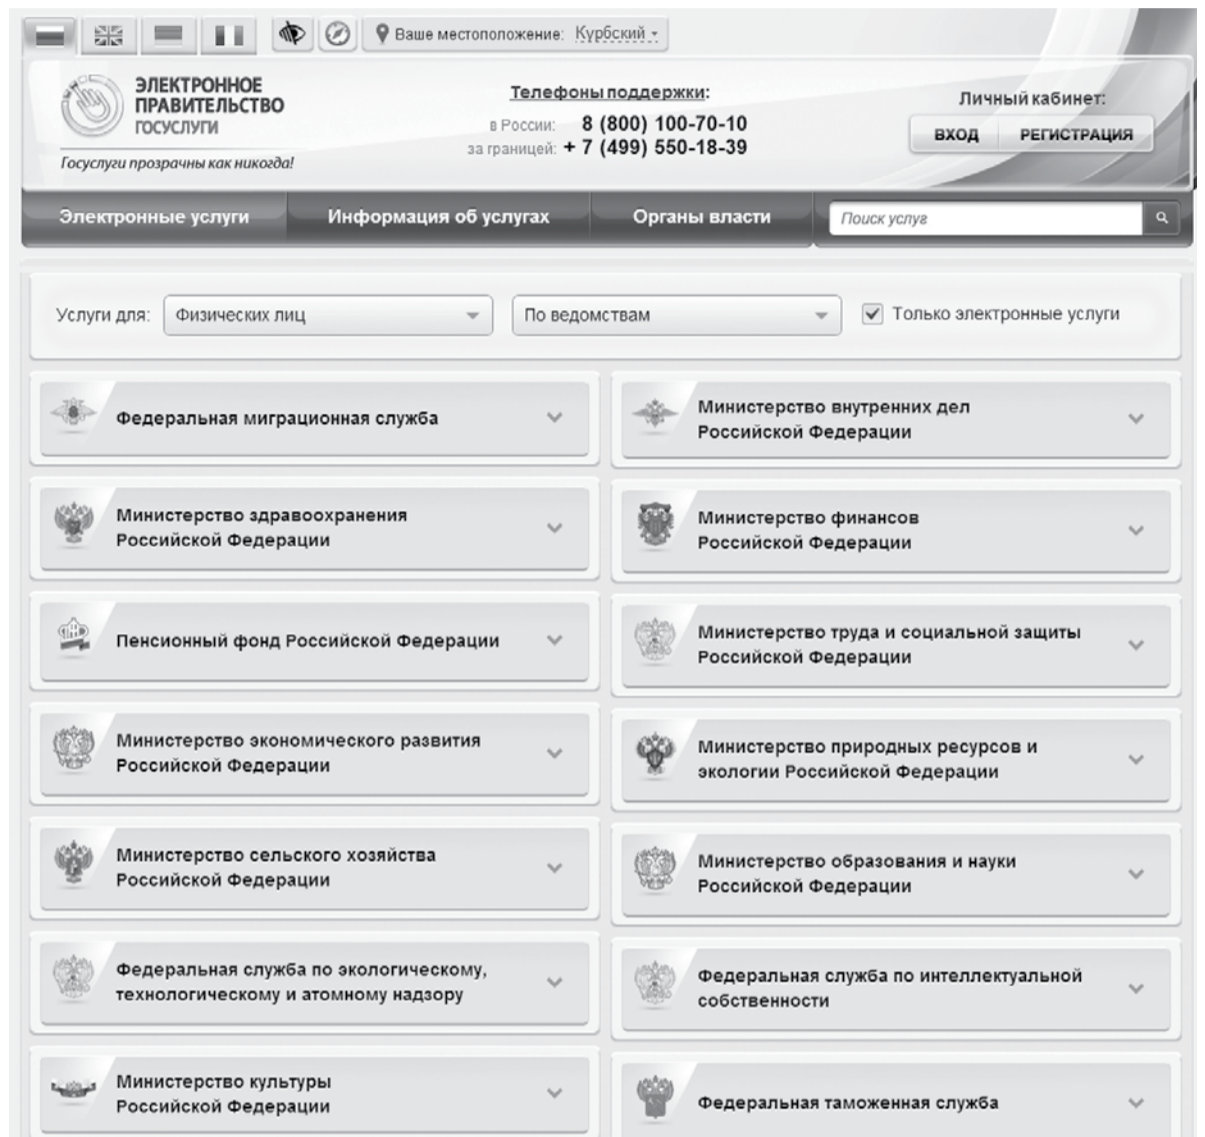 Ваше местоположение: Курбский
ЭЛЕКТРОННОЕ
ПРАВИТЕЛЬСТВО
ГОСУСЛУГИ
Госуслуги прозрачны как никогда!
Телефоны поддержки:
в России: 8 (800) 100-70-10
за границей: + 7 (499) 550-18-39
Личный кабинет:
ВХОД РЕГИСТРАЦИЯ
Электронные услуги Информация об услугах Органы власти Поиск услуг
Услуги для: Физических лиц По ведомствам Только электронные услуги
Федеральная миграционная служба
Министерство внутренних дел
Российской Федерации
Министерство здравоохранения
Российской Федерации
Министерство финансов
Российской Федерации
Пенсионный фонд Российской Федерации
Министерство труда и социальной защиты
Российской Федерации
Министерство экономического развития
Российской Федерации
Министерство природных ресурсов и
экологии Российской Федерации
Министерство сельского хозяйства
Российской Федерации
Министерство образования и науки
Российской Федерации
Федеральная служба по экологическому,
технологическому и атомному надзору
Федеральная служба по интеллектуальной
собственности
Министерство культуры
Российской Федерации
Федеральная таможенная служба